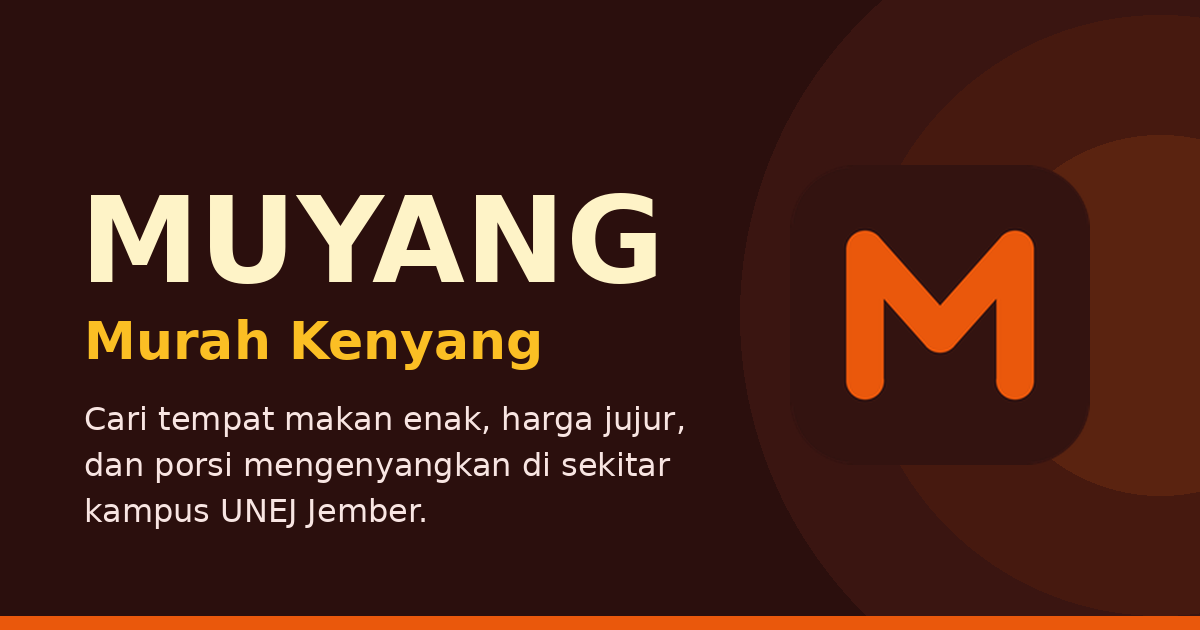 MUYANG
Murah Kenyang
Cari tempat makan enak, harga jujur,
dan porsi mengenyangkan di sekitar
kampus UNEJ Jember.
M